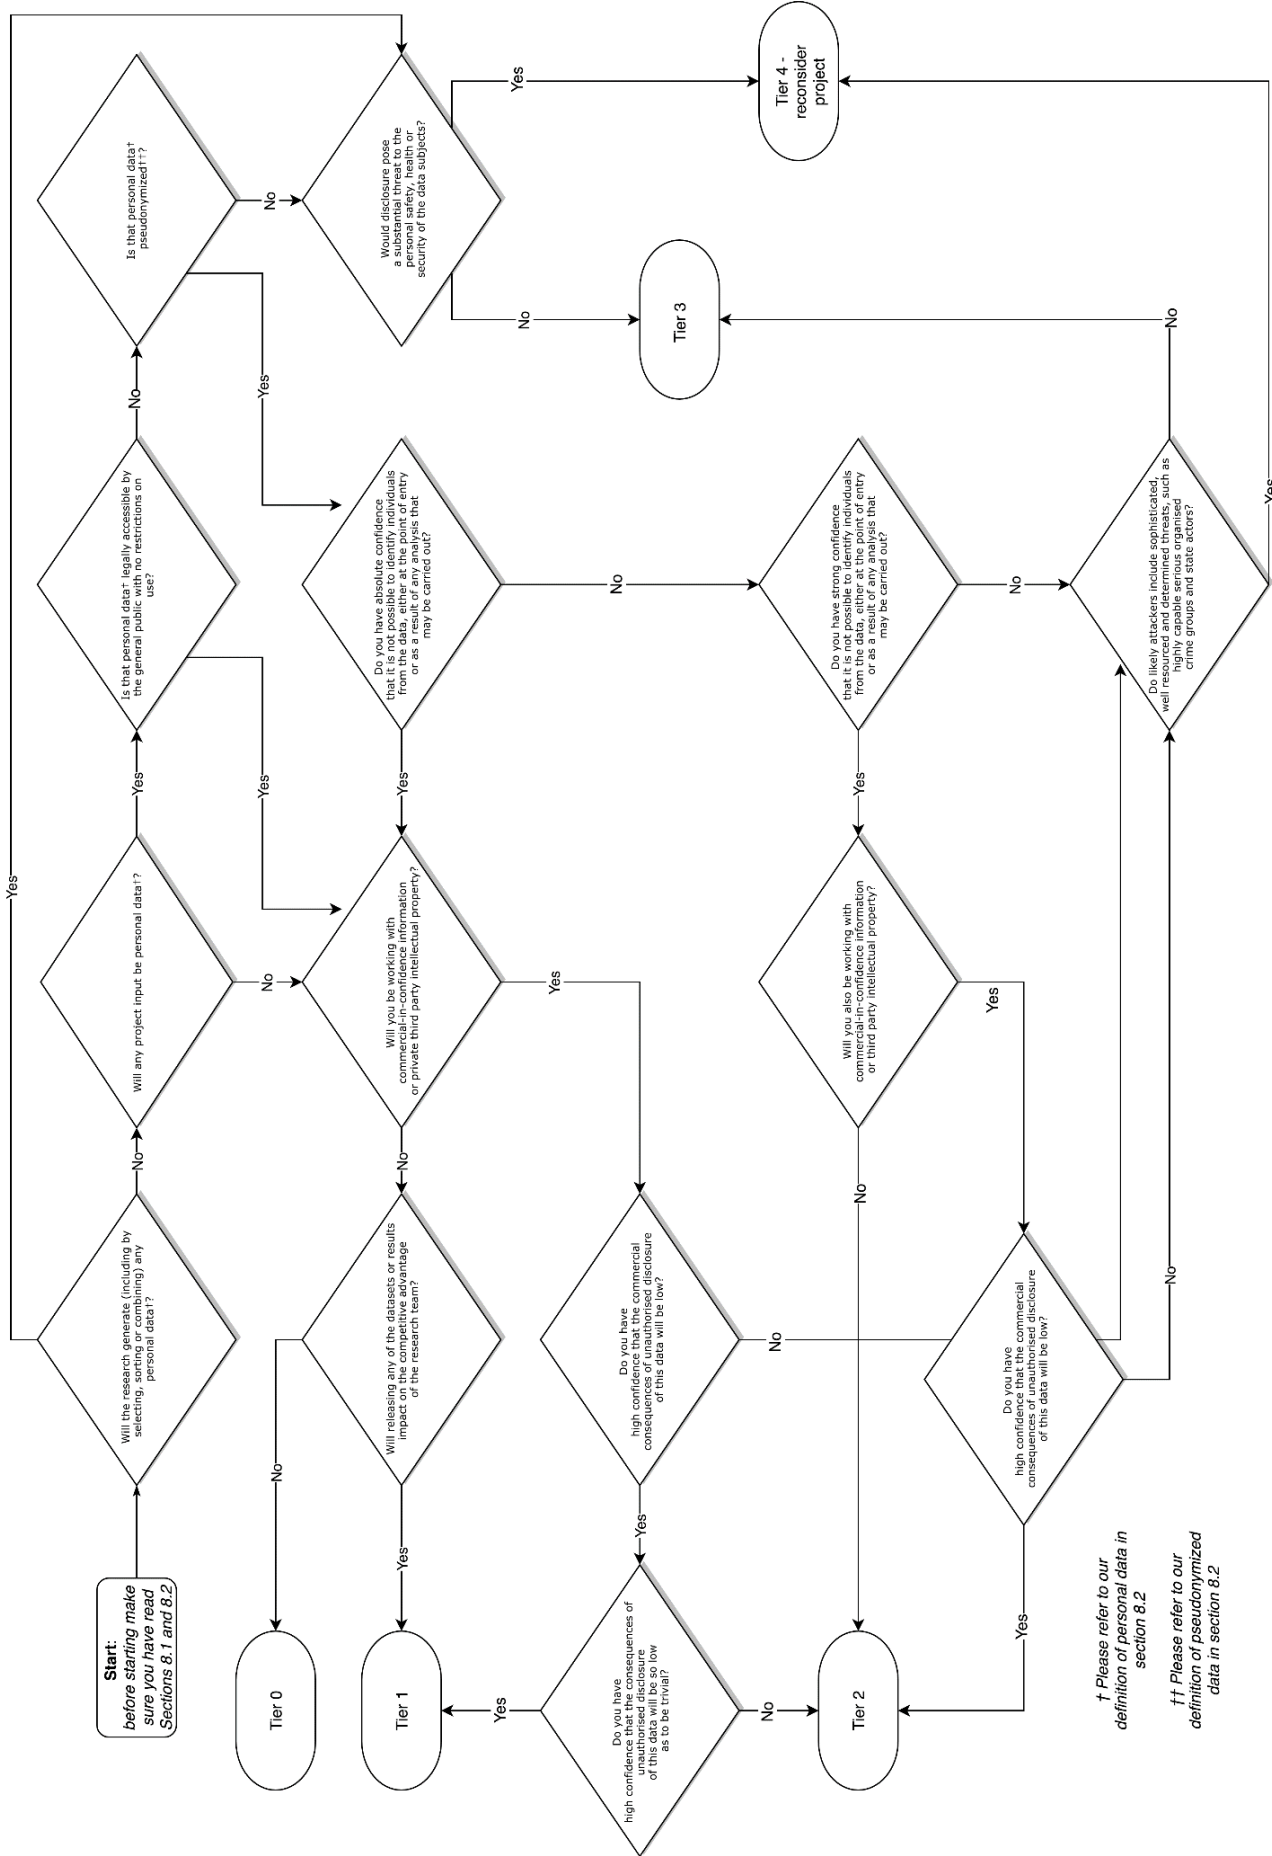 Start:
before starting make
sure you have read
Sections 8.1 and 8.2
Will the research generate (including by
selecting, sorting or combining) any
personal data†?
No
Yes
Will any project input be personal data†?
Yes
No
Is that personal data† legally accessible by
the general public with no restrictions on
use?
No
Yes
Is that personal data†
pseudonymized††?
No
Yes
Would disclosure pose
a substantial threat to the
personal safety, health or
security of the data subjects?
Yes
No
Tier 4 -
reconsider
project
Tier 3
Do you have absolute confidence
that it is not possible to identify individuals
from the data, either at the point of entry
or as a result of any analysis that
may be carried out?
Yes
No
Will you be working with
commercial-in-confidence information
or private third party intellectual property?
No
Yes
Will releasing any of the datasets or results
impact on the competitive advantage
of the research team?
No
Yes
Tier 0
Tier 1
Do you have
high confidence that the commercial
consequences of unauthorised disclosure
of this data will be low?
Yes
No
Do you have
high confidence that the consequences of
unauthorised disclosure
of this data will be so low
as to be trivial?
Yes
No
Tier 2
Do you have strong confidence
that it is not possible to identify individuals
from the data, either at the point of entry
or as a result of any analysis that
may be carried out?
Yes
No
Will you also be working with
commercial-in-confidence information
or third party intellectual property?
No
Yes
Do you have
high confidence that the commercial
consequences of unauthorised disclosure
of this data will be low?
Yes
No
Do likely attackers include sophisticated,
well resourced and determined threats, such as
highly capable serious organised
crime groups and state actors?
No
Yes
† Please refer to our
definition of personal data in
section 8.2
†† Please refer to our
definition of pseudonymized
data in section 8.2